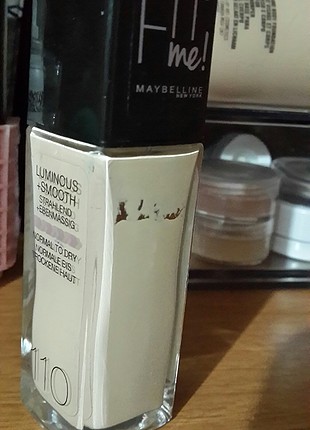 FIT
me!
MAYBELLINE
NEW YORK
LUMINOUS
+SMOOTH
STRAHLEND
+EBENMÄSSIG
NORMAL TO DRY
NORMALE BIS
TROCKENE HAUT
110